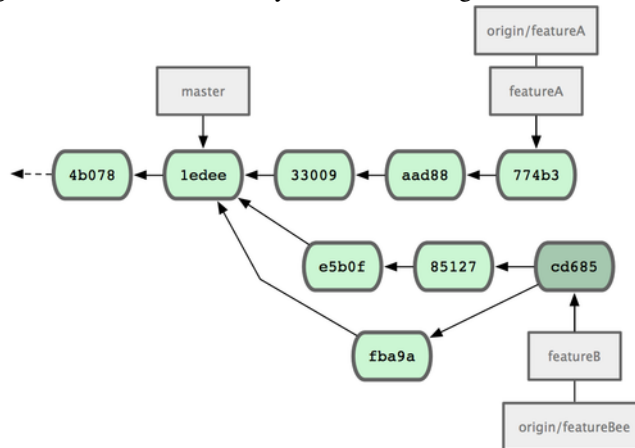 origin/featureA
master
featureA
4b078
1edee
33009
aad88
774b3
e5b0f
85127
cd685
fba9a
featureB
origin/featureBee